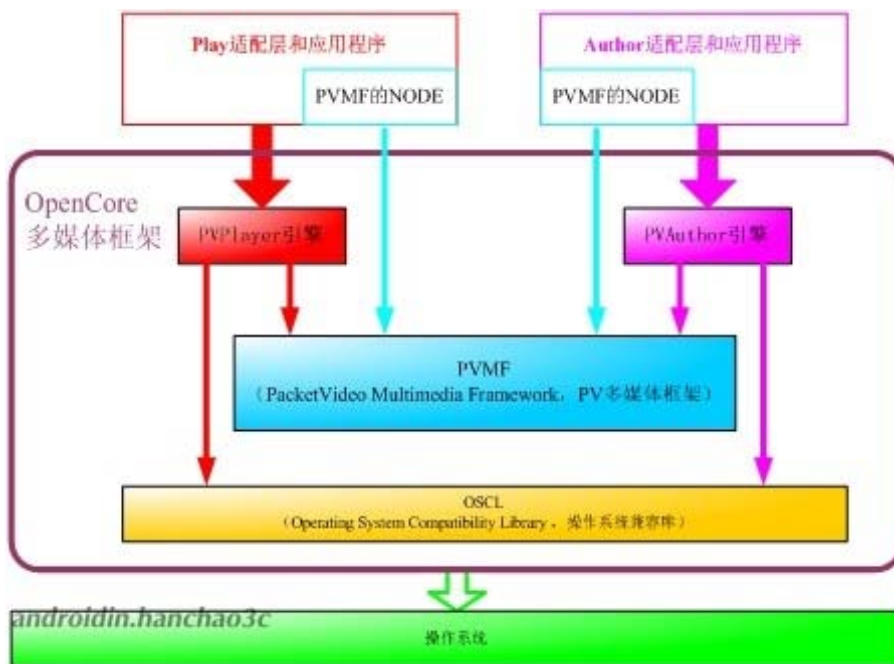 Play适配层和应用程序
Author适配层和应用程序
PVMF的NODE
PVMF的NODE
OpenCore
多媒体框架
PVPlayer引擎
PVAuthor引擎
PVMF
（PacketVideo Multimedia Framework，PV多媒体框架）
OSCL
（Operating System Compatibility Library，操作系统兼容库）
androidin.hanchao3c
操作系统